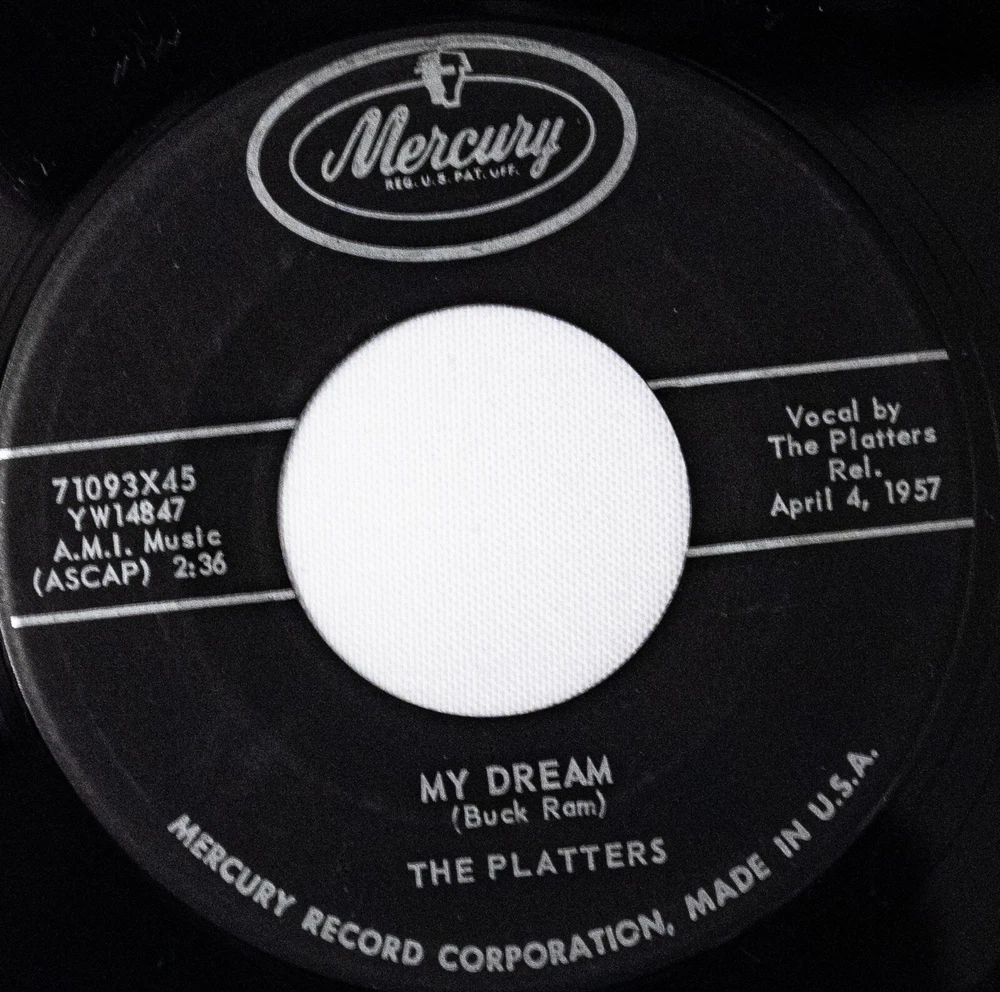 Mercury
REG. U.S. PAT. OFF.
71093X45
YW14847
A.M.I. Music
(ASCAP) 2:36
Vocal by
The Platters
Rel.
April 4, 1957
MY DREAM
(Buck Ram)
THE PLATTERS
MERCURY RECORD CORPORATION, MADE IN U.S.A.